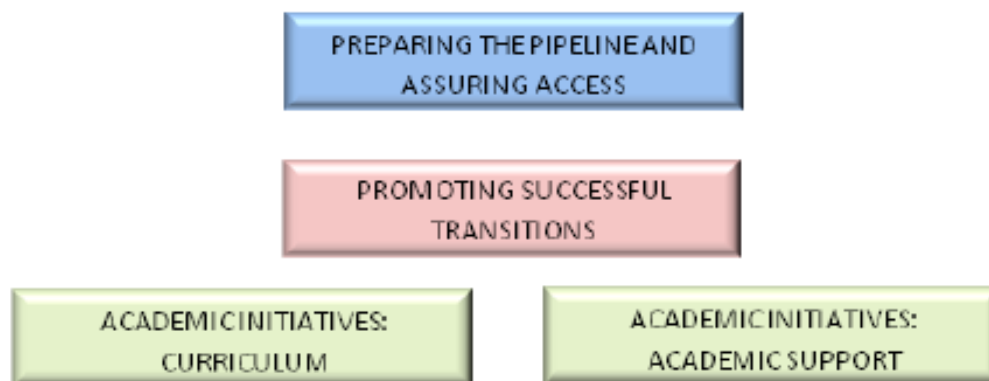 PREPARING THE PIPELINE AND
ASSURING ACCESS
PROMOTING SUCCESSFUL
TRANSITIONS
ACADEMIC INITIATIVES:
CURRICULUM
ACADEMIC INITIATIVES:
ACADEMIC SUPPORT